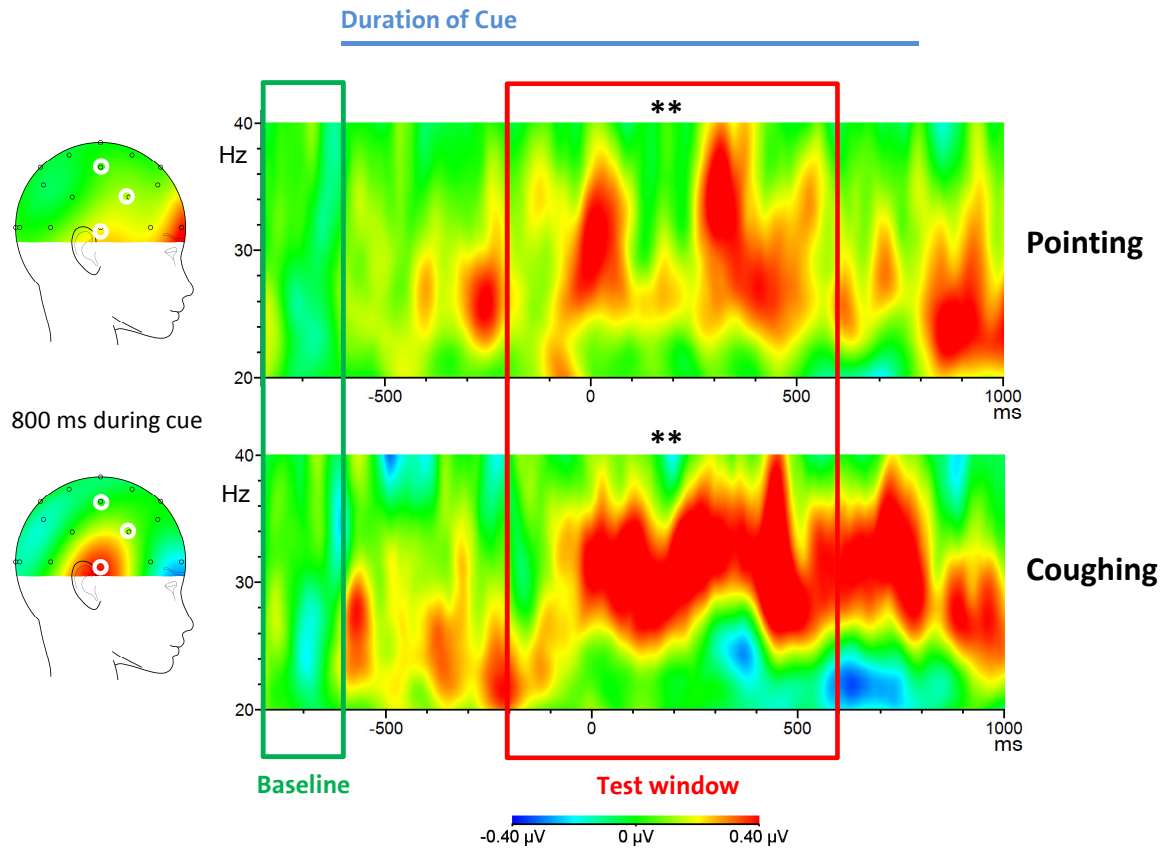 Duration of Cue
**
40
Hz
30
20
-500
0
500
1000
ms
Pointing
800 ms during cue
**
40
Hz
30
20
-500
0
500
1000
ms
Coughing
Baseline
Test window
-0.40 µV
0 µV
0.40 µV